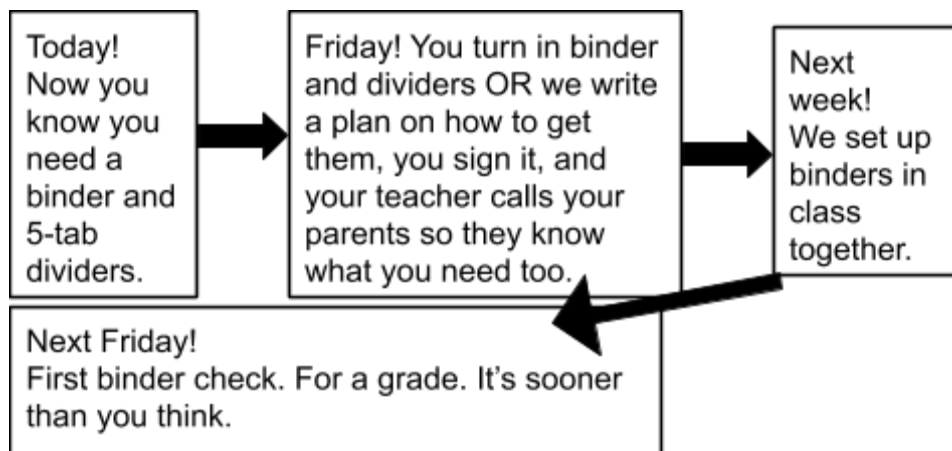 Today!
Now you
know you
need a
binder and
5-tab
dividers.
Friday! You turn in binder
and dividers OR we write
a plan on how to get
them, you sign it, and
your teacher calls your
parents so they know
what you need too.
Next
week!
We set up
binders in
class
together.
Next Friday!
First binder check. For a grade. It's sooner
than you think.